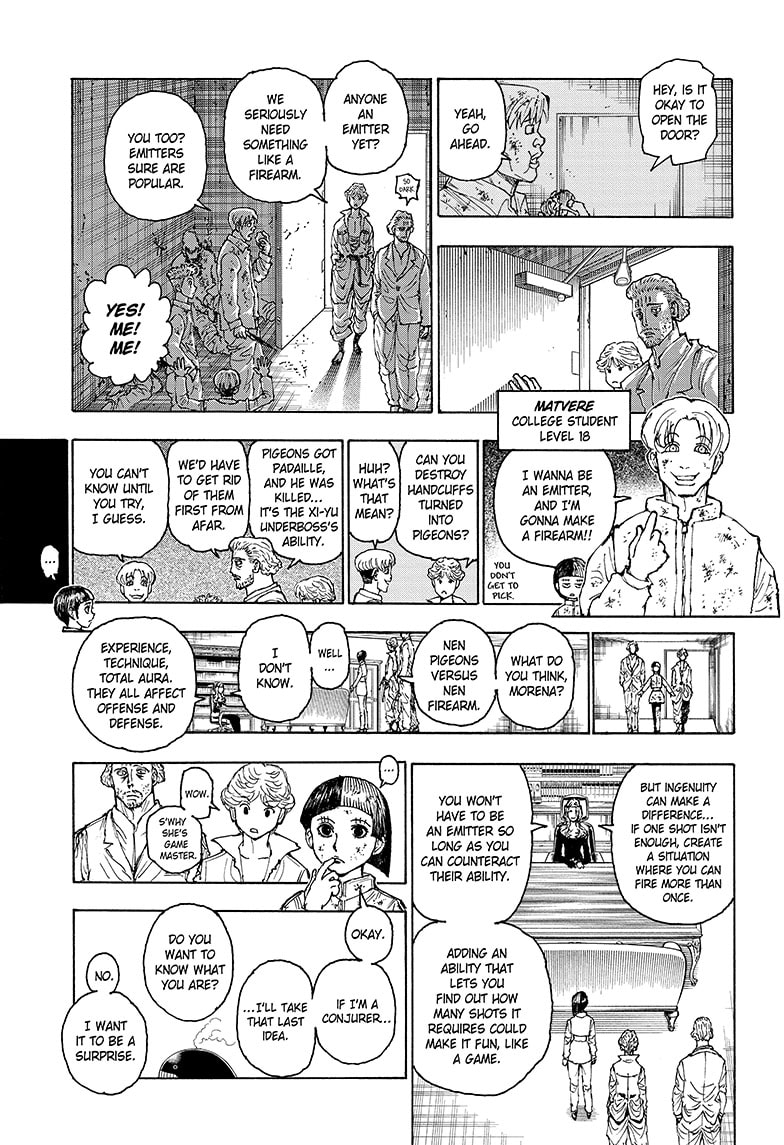 HEY, IS IT
OKAY TO
OPEN THE
DOOR?
YEAH,
GO
AHEAD.
ANYONE
AN
EMITTER
YET?
SO
DARK
WE
SERIOUSLY
NEED
SOMETHING
LIKE A
FIREARM.
YOU TOO?
EMITTERS
SURE ARE
POPULAR.
YES!
ME!
ME!
MATVERE
COLLEGE STUDENT
LEVEL 18
I WANNA BE
AN EMITTER,
AND I'M
GONNA MAKE
A FIREARM!!
YOU
DON'T
GET TO
PICK.
CAN YOU
DESTROY
HANDCUFFS
TURNED
INTO
PIGEONS?
HUH?
WHAT'S
THAT
MEAN?
PIGEONS GOT
PADAILLE,
AND HE WAS
KILLED...
IT'S THE XI-YU
UNDERBOSS'S
ABILITY.
WE'D HAVE
TO GET RID
OF THEM
FIRST FROM
AFAR.
YOU CAN'T
KNOW UNTIL
YOU TRY,
I GUESS.
...
WHAT DO
YOU THINK,
MORENA?
NEN
PIGEONS
VERSUS
NEN
FIREARM.
WELL
...
I
DON'T
KNOW.
EXPERIENCE,
TECHNIQUE,
TOTAL AURA.
THEY ALL AFFECT
OFFENSE AND
DEFENSE.
BUT INGENUITY
CAN MAKE A
DIFFERENCE...
IF ONE SHOT ISN'T
ENOUGH, CREATE
A SITUATION
WHERE YOU CAN
FIRE MORE THAN
ONCE.
YOU WON'T
HAVE TO BE
AN EMITTER SO
LONG AS YOU
CAN COUNTERACT
THEIR ABILITY.
ADDING AN
ABILITY THAT
LETS YOU
FIND OUT HOW
MANY SHOTS IT
REQUIRES COULD
MAKE IT FUN, LIKE
A GAME.
...
WOW.
S'WHY
SHE'S
GAME
MASTER.
OKAY.
IF I'M A
CONJURER...
...I'LL TAKE
THAT LAST
IDEA.
DO YOU
WANT TO
KNOW WHAT
YOU ARE?
NO.
I WANT
IT TO BE A
SURPRISE.